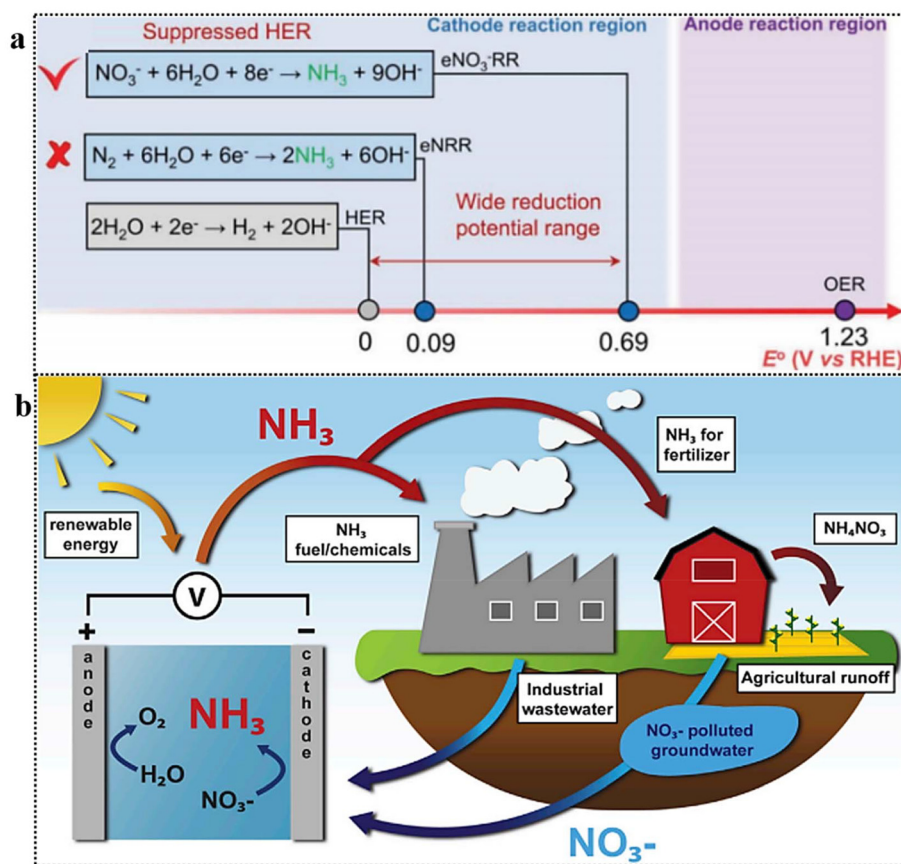 a
Suppressed HER
Cathode reaction region
Anode reaction region
NO₃⁻ + 6H₂O + 8e⁻ → NH₃ + 9OH⁻
eNO₃⁻RR
N₂ + 6H₂O + 6e⁻ → 2NH₃ + 6OH⁻
eNRR
2H₂O + 2e⁻ → H₂ + 2OH⁻
HER
Wide reduction
potential range
OER
0
0.09
0.69
1.23
E° (V vs RHE)
b
NH₃
NH₃ for
fertilizer
renewable
energy
NH₃
fuel/chemicals
NH₄NO₃
V
+
−
anode
cathode
O₂
NH₃
H₂O
NO₃-
Industrial
wastewater
Agricultural runoff
NO₃- polluted
groundwater
NO₃-